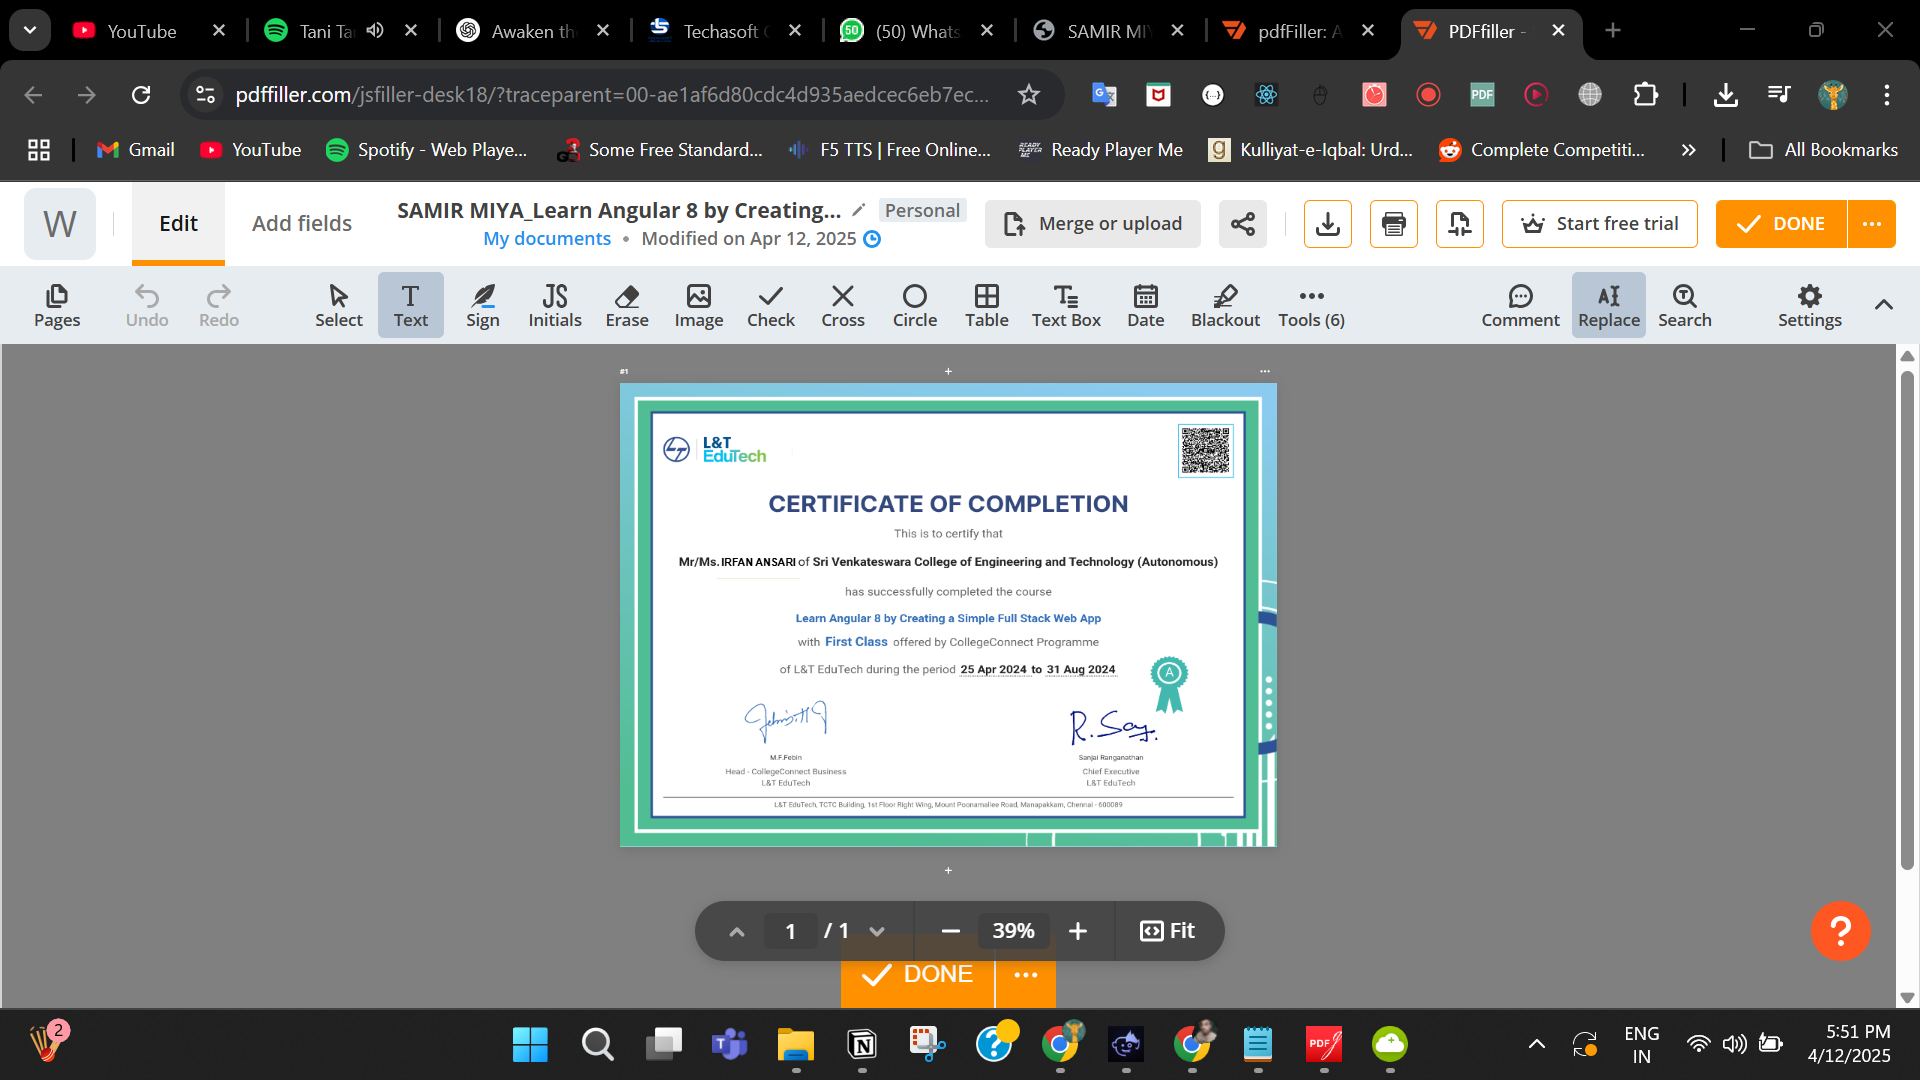 YouTube
Tani Ta
Awaken th
Techasoft
(50) Whats
SAMIR MI
pdfFiller: A
PDFfiller -
pdffiller.com/jsfiller-desk18/?traceparent=00-ae1af6d80cdc4d935aedcec6eb7ec...
Gmail
YouTube
Spotify - Web Playe...
Some Free Standard...
F5 TTS | Free Online...
Ready Player Me
Kulliyat-e-Iqbal: Urd...
Complete Competiti...
All Bookmarks
W
Edit
Add fields
SAMIR MIYA_Learn Angular 8 by Creating...
Personal
My documents • Modified on Apr 12, 2025
Merge or upload
Start free trial
DONE
Pages
Undo
Redo
Select
Text
Sign
JS
Initials
Erase
Image
Check
Cross
Circle
Table
Text Box
Date
Blackout
Tools (6)
Comment
Replace
Search
Settings
#1
L&T
EduTech
CERTIFICATE OF COMPLETION
This is to certify that
Mr/Ms. IRFAN ANSARI of Sri Venkateswara College of Engineering and Technology (Autonomous)
has successfully completed the course
Learn Angular 8 by Creating a Simple Full Stack Web App
with First Class offered by CollegeConnect Programme
of L&T EduTech during the period 25 Apr 2024 to 31 Aug 2024
A
R. Say.
M.F.Febin
Head - CollegeConnect Business
L&T EduTech
Sanjai Ranganathan
Chief Executive
L&T EduTech
L&T EduTech, TCTC Building, 1st Floor Right Wing, Mount Poonamallee Road, Manapakkam, Chennai - 600089
1 / 1
39%
Fit
DONE
?
2
ENG
IN
5:51 PM
4/12/2025